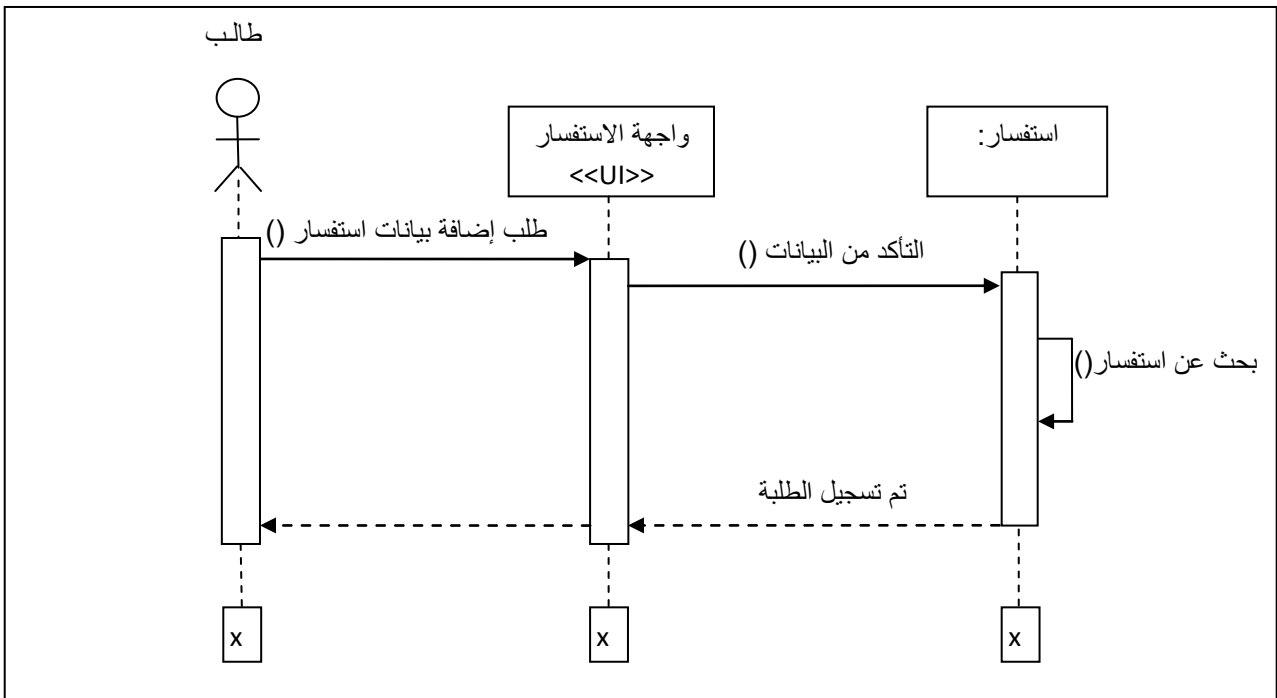 طالب
واجهة الاستفسار
<<UI>>
استفسار:
طلب إضافة بيانات استفسار ()
التأكد من البيانات ()
بحث عن استفسار()
تم تسجيل الطلبة
x
x
x